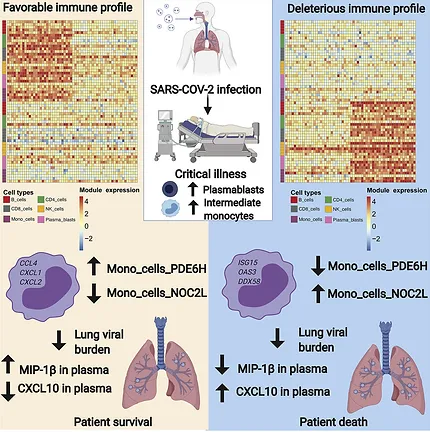 Favorable immune profile
SARS-COV-2 infection
Critical illness
Plasmablasts
Intermediate
monocytes
Deleterious immune profile
Cell types
B_cells
CD4_cells
CD8_cells
NK_cells
Mono_cells
Plasma_blasts
Module expression
4
2
0
−2
Cell types
B_cells
CD4_cells
CD8_cells
NK_cells
Mono_cells
Plasma_blasts
Module expression
4
2
0
−2
CCL4
CXCL1
CXCL2
Mono_cells_PDE6H
Mono_cells_NOC2L
Lung viral
burden
MIP-1β in plasma
CXCL10 in plasma
Patient survival
ISG15
OAS3
DDX58
Mono_cells_PDE6H
Mono_cells_NOC2L
Lung viral
burden
MIP-1β in plasma
CXCL10 in plasma
Patient death